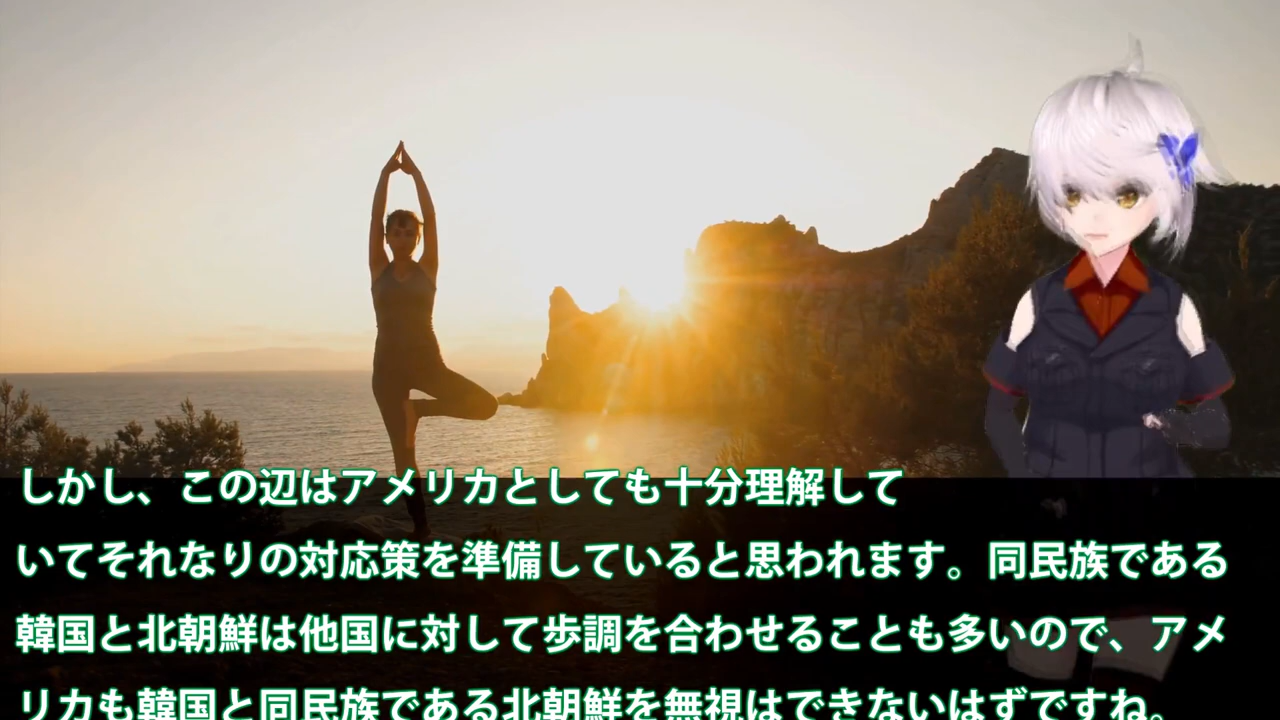 しかし、この辺はアメリカとしても十分理解して
いてそれなりの対応策を準備していると思われます。同民族である
韓国と北朝鮮は他国に対して歩調を合わせることも多いので、アメ
リカも韓国と同民族である北朝鮮を無視はできないはずですね。